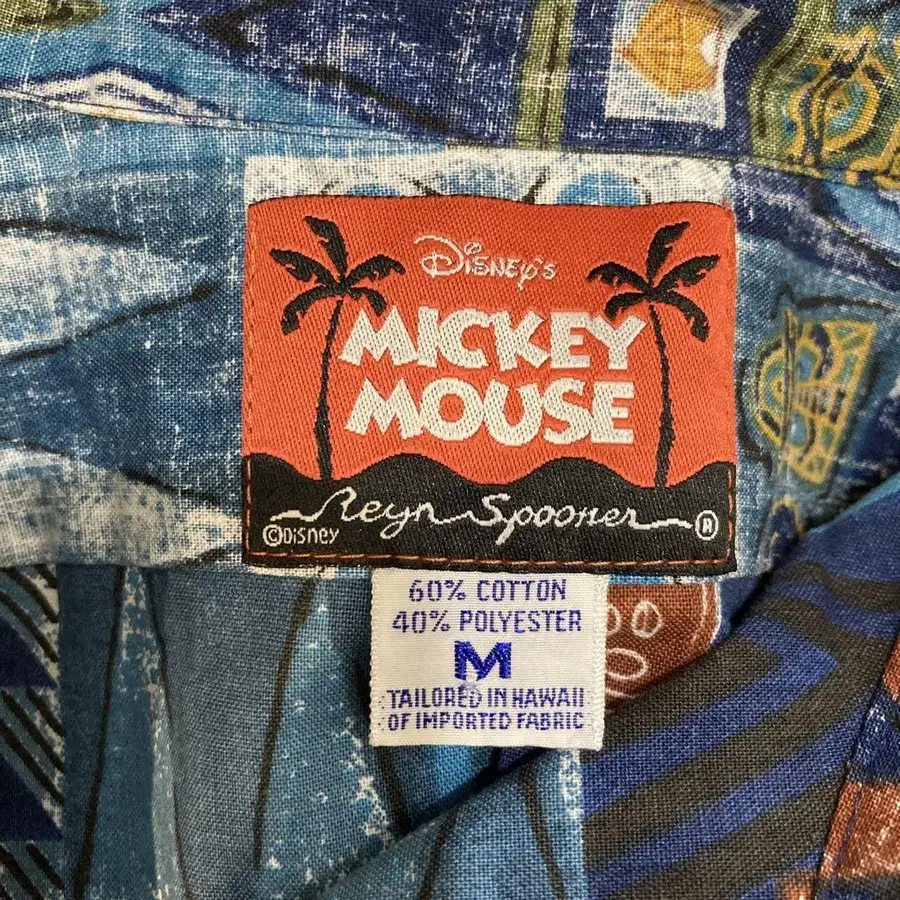 Disney's
MICKEY
MOUSE
Reyn Spooner ®
©Disney
60% COTTON
40% POLYESTER
M
TAILORED IN HAWAII
OF IMPORTED FABRIC